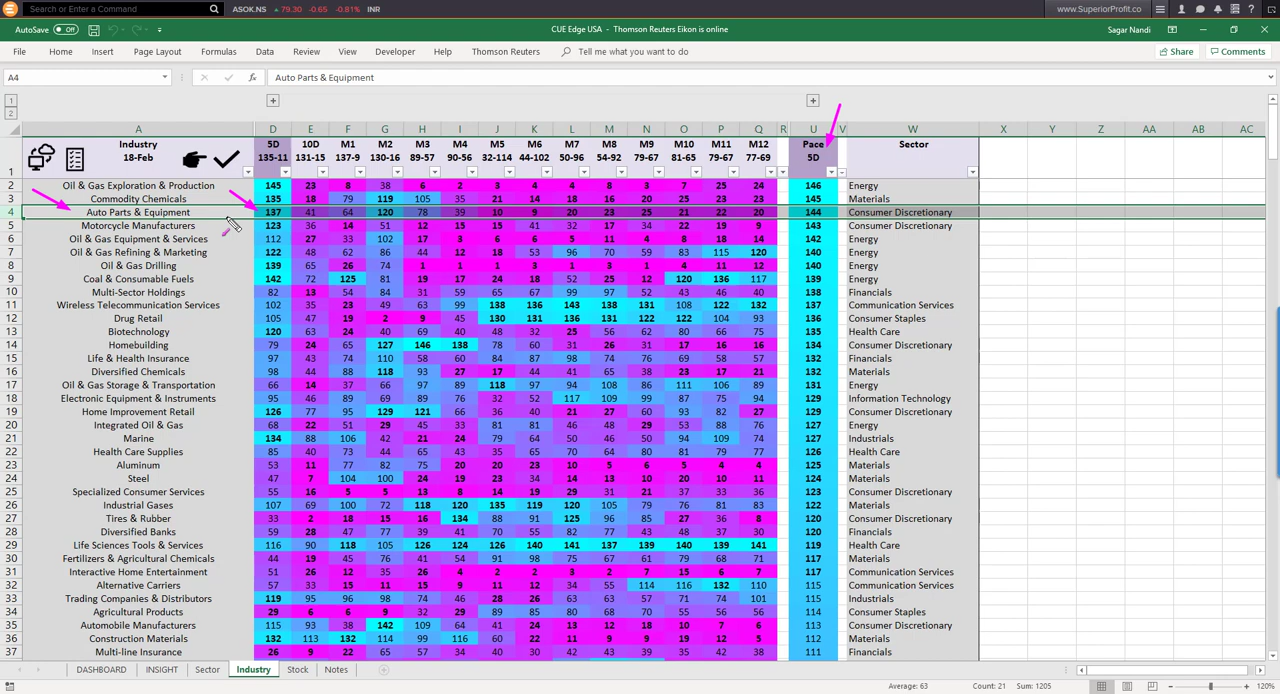 Search or Enter Command
ASOK.NS 79.30 -0.65 -0.81% INR
www.SuperiorProfit.co
AutoSave Off
CUE Edge USA - Thomson Reuters Eikon is online
Sagar Nandi
File Home Insert Page Layout Formulas Data Review View Developer Help Thomson Reuters Tell me what you want to do
Share Comments
A4 fx Auto Parts & Equipment
1
2
A D E F G H I J K L M N O P Q R U V W X Y Z AA AB AC
1 Industry 5D 10D M1 M2 M3 M4 M5 M6 M7 M8 M9 M10 M11 M12 Pace Sector
18-Feb 135-11 131-15 137-9 130-16 89-57 90-56 32-114 44-102 50-96 54-92 79-67 81-65 79-67 77-69 5D
2 Oil & Gas Exploration & Production 145 23 8 38 6 2 3 4 4 8 3 7 25 24 146 Energy
3 Commodity Chemicals 135 18 79 119 105 35 21 14 18 16 20 25 23 23 145 Materials
4 Auto Parts & Equipment 137 41 64 120 78 39 10 9 20 23 25 21 22 20 144 Consumer Discretionary
5 Motorcycle Manufacturers 123 36 14 51 12 15 15 41 32 17 34 22 19 9 143 Consumer Discretionary
6 Oil & Gas Equipment & Services 112 27 33 102 17 3 6 6 5 11 4 8 18 14 142 Energy
7 Oil & Gas Refining & Marketing 122 48 62 86 44 12 18 53 96 70 58 83 115 120 140 Energy
8 Oil & Gas Drilling 139 65 26 74 1 1 1 3 1 3 1 4 11 12 140 Energy
9 Coal & Consumable Fuels 142 72 125 81 19 17 24 18 52 25 12 120 136 117 139 Energy
10 Multi-Sector Holdings 82 13 54 84 31 59 65 67 99 97 52 43 46 40 138 Financials
11 Wireless Telecommunication Services 102 35 23 49 63 99 138 136 143 138 131 108 122 132 137 Communication Services
12 Drug Retail 105 47 19 2 9 45 130 131 136 131 122 122 104 93 136 Consumer Staples
13 Biotechnology 120 63 24 40 69 40 48 32 25 56 62 80 66 75 135 Health Care
14 Homebuilding 79 24 65 127 146 138 78 60 31 26 31 17 16 16 134 Consumer Discretionary
15 Life & Health Insurance 97 43 74 110 58 60 84 87 98 74 76 69 58 57 132 Financials
16 Diversified Chemicals 98 44 88 118 93 27 17 44 41 65 38 23 17 21 132 Materials
17 Oil & Gas Storage & Transportation 66 14 37 66 97 89 118 97 94 108 86 111 106 89 131 Energy
18 Electronic Equipment & Instruments 95 46 89 69 89 76 32 52 117 109 99 87 75 94 129 Information Technology
19 Home Improvement Retail 126 77 95 129 121 66 36 40 21 27 60 93 82 27 129 Consumer Discretionary
20 Integrated Oil & Gas 68 22 51 29 45 33 81 81 46 48 29 53 88 76 127 Energy
21 Marine 134 88 106 42 21 24 54 64 50 46 50 94 109 74 127 Industrials
22 Health Care Supplies 85 40 73 44 65 43 35 65 70 64 80 81 79 77 126 Health Care
23 Aluminum 53 11 77 82 75 20 20 23 10 5 6 5 4 4 125 Materials
24 Steel 47 7 104 100 24 19 23 34 14 13 10 20 10 11 124 Materials
25 Specialized Consumer Services 55 16 5 5 13 8 14 19 29 31 21 37 33 36 123 Consumer Discretionary
26 Industrial Gases 107 69 100 72 118 120 135 119 120 105 79 76 81 83 122 Materials
27 Tires & Rubber 33 2 18 15 16 134 88 91 125 96 85 27 36 8 120 Consumer Discretionary
28 Diversified Banks 59 28 47 77 39 41 70 55 82 77 43 48 37 30 120 Financials
29 Life Sciences Tools & Services 116 90 118 105 126 124 126 140 141 137 139 140 139 141 119 Health Care
30 Fertilizers & Agricultural Chemicals 44 19 45 76 41 54 91 98 75 67 61 79 68 71 117 Materials
31 Interactive Home Entertainment 51 26 12 35 26 4 2 2 3 2 7 15 6 7 117 Communication Services
32 Alternative Carriers 57 33 15 11 15 9 11 12 34 55 114 116 132 110 115 Communication Services
33 Trading Companies & Distributors 119 95 96 98 74 46 28 26 63 63 57 71 74 101 115 Industrials
34 Agricultural Products 29 6 6 9 32 29 89 85 80 68 70 55 56 56 114 Consumer Staples
35 Automobile Manufacturers 115 93 38 142 109 64 41 24 13 12 18 10 7 6 113 Consumer Discretionary
36 Construction Materials 132 113 132 114 99 116 60 22 11 9 9 19 12 5 112 Materials
37 Multi-line Insurance 26 9 22 65 57 34 40 30 42 40 35 34 42 53 111 Financials
DASHBOARD INSIGHT Sector Industry Stock Notes
Average: 63 Count: 21 Sum: 1205 120%